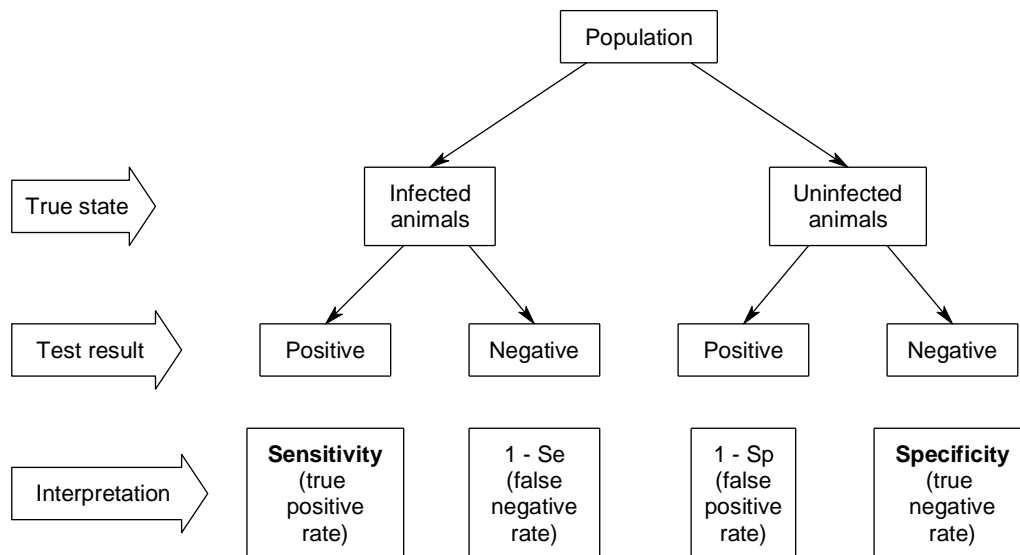 Population
True state
Infected
animals
Uninfected
animals
Test result
Positive
Negative
Positive
Negative
Interpretation
Sensitivity
(true
positive
rate)
1 - Se
(false
negative
rate)
1 - Sp
(false
positive
rate)
Specificity
(true
negative
rate)